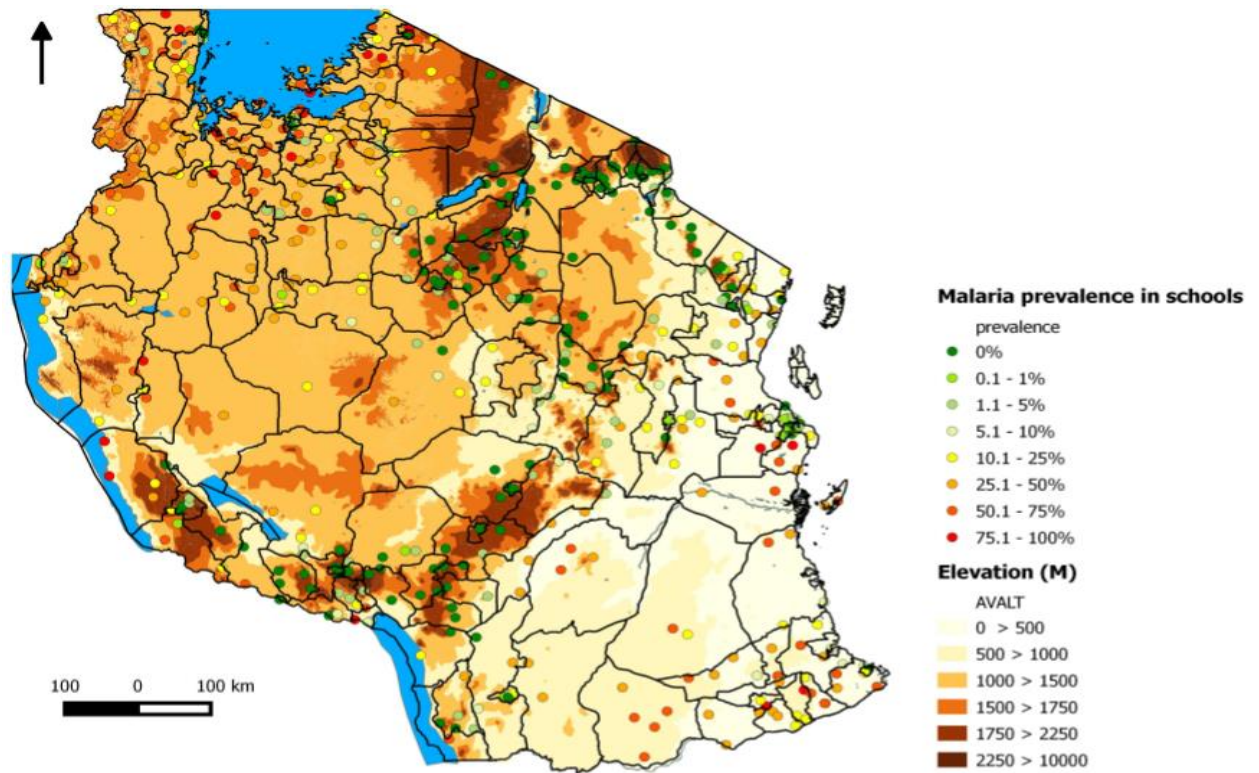 Malaria prevalence in schools
prevalence
0%
0.1 - 1%
1.1 - 5%
5.1 - 10%
10.1 - 25%
25.1 - 50%
50.1 - 75%
75.1 - 100%
Elevation (M)
AVALT
0 > 500
500 > 1000
1000 > 1500
1500 > 1750
1750 > 2250
2250 > 10000
100 0 100 km